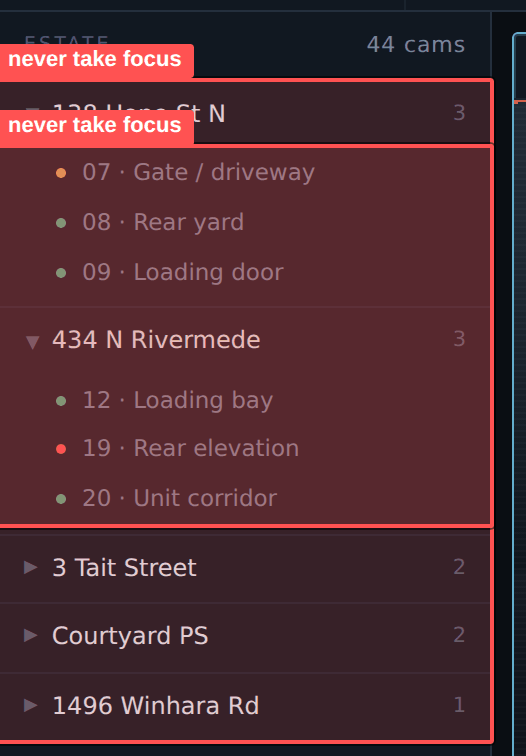 ESTATE 44 cams
never take focus
St N 3
never take focus
07 · Gate / driveway
08 · Rear yard
09 · Loading door
▼ 434 N Rivermede 3
12 · Loading bay
19 · Rear elevation
20 · Unit corridor
▶ 3 Tait Street 2
▶ Courtyard PS 2
▶ 1496 Winhara Rd 1